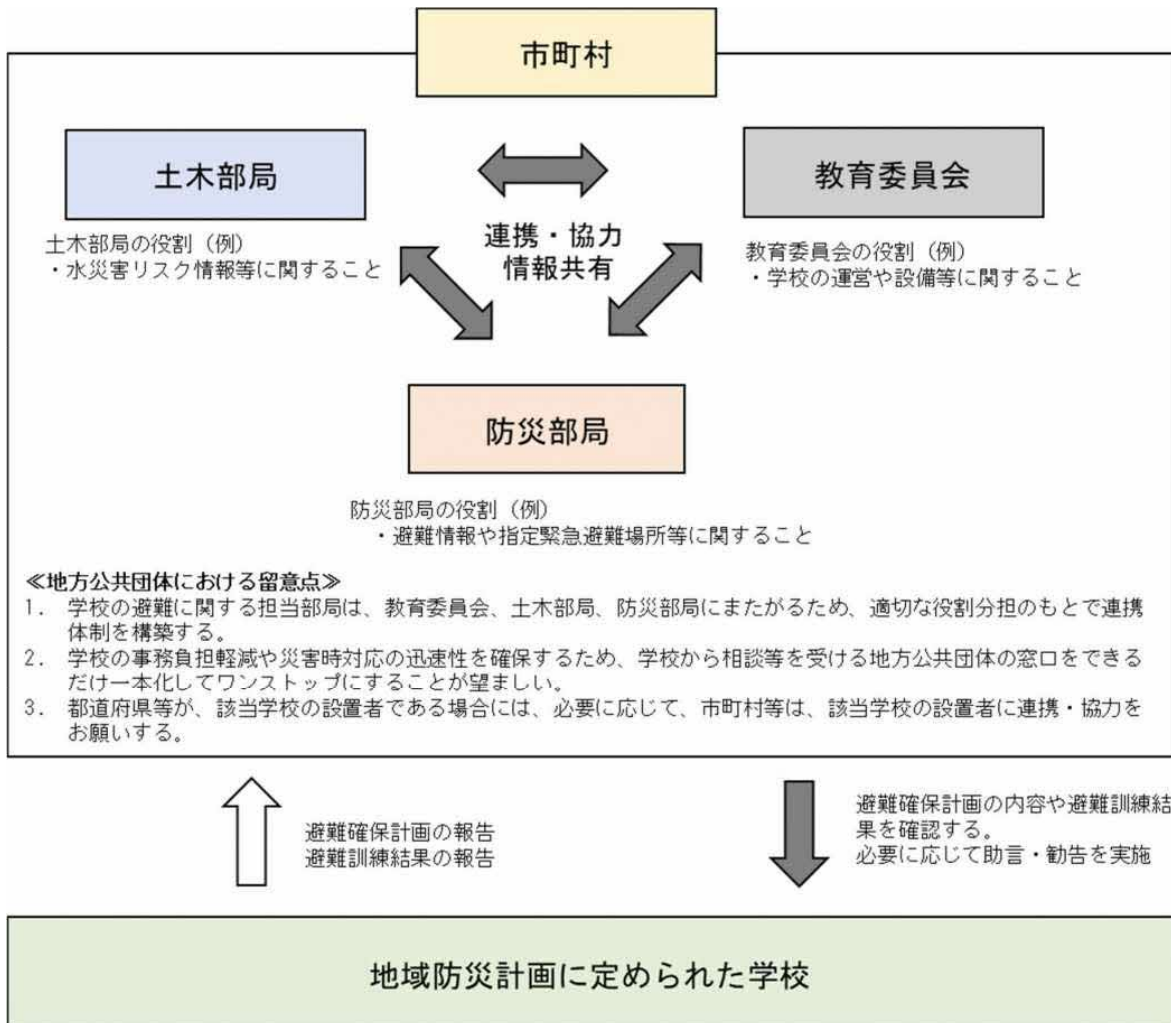 市町村
土木部局
教育委員会
連携・協力
情報共有
土木部局の役割（例）
・水災害リスク情報等に関すること
教育委員会の役割（例）
・学校の運営や設備等に関すること
防災部局
防災部局の役割（例）
・避難情報や指定緊急避難場所等に関すること
≪地方公共団体における留意点≫
1． 学校の避難に関する担当部局は、教育委員会、土木部局、防災部局にまたがるため、適切な役割分担のもとで連携
体制を構築する。
2． 学校の事務負担軽減や災害時対応の迅速性を確保するため、学校から相談等を受ける地方公共団体の窓口をできる
だけ一本化してワンストップにすることが望ましい。
3． 都道府県等が、該当学校の設置者である場合には、必要に応じて、市町村等は、該当学校の設置者に連携・協力を
お願いする。
避難確保計画の報告
避難訓練結果の報告
避難確保計画の内容や避難訓練結
果を確認する。
必要に応じて助言・勧告を実施
地域防災計画に定められた学校